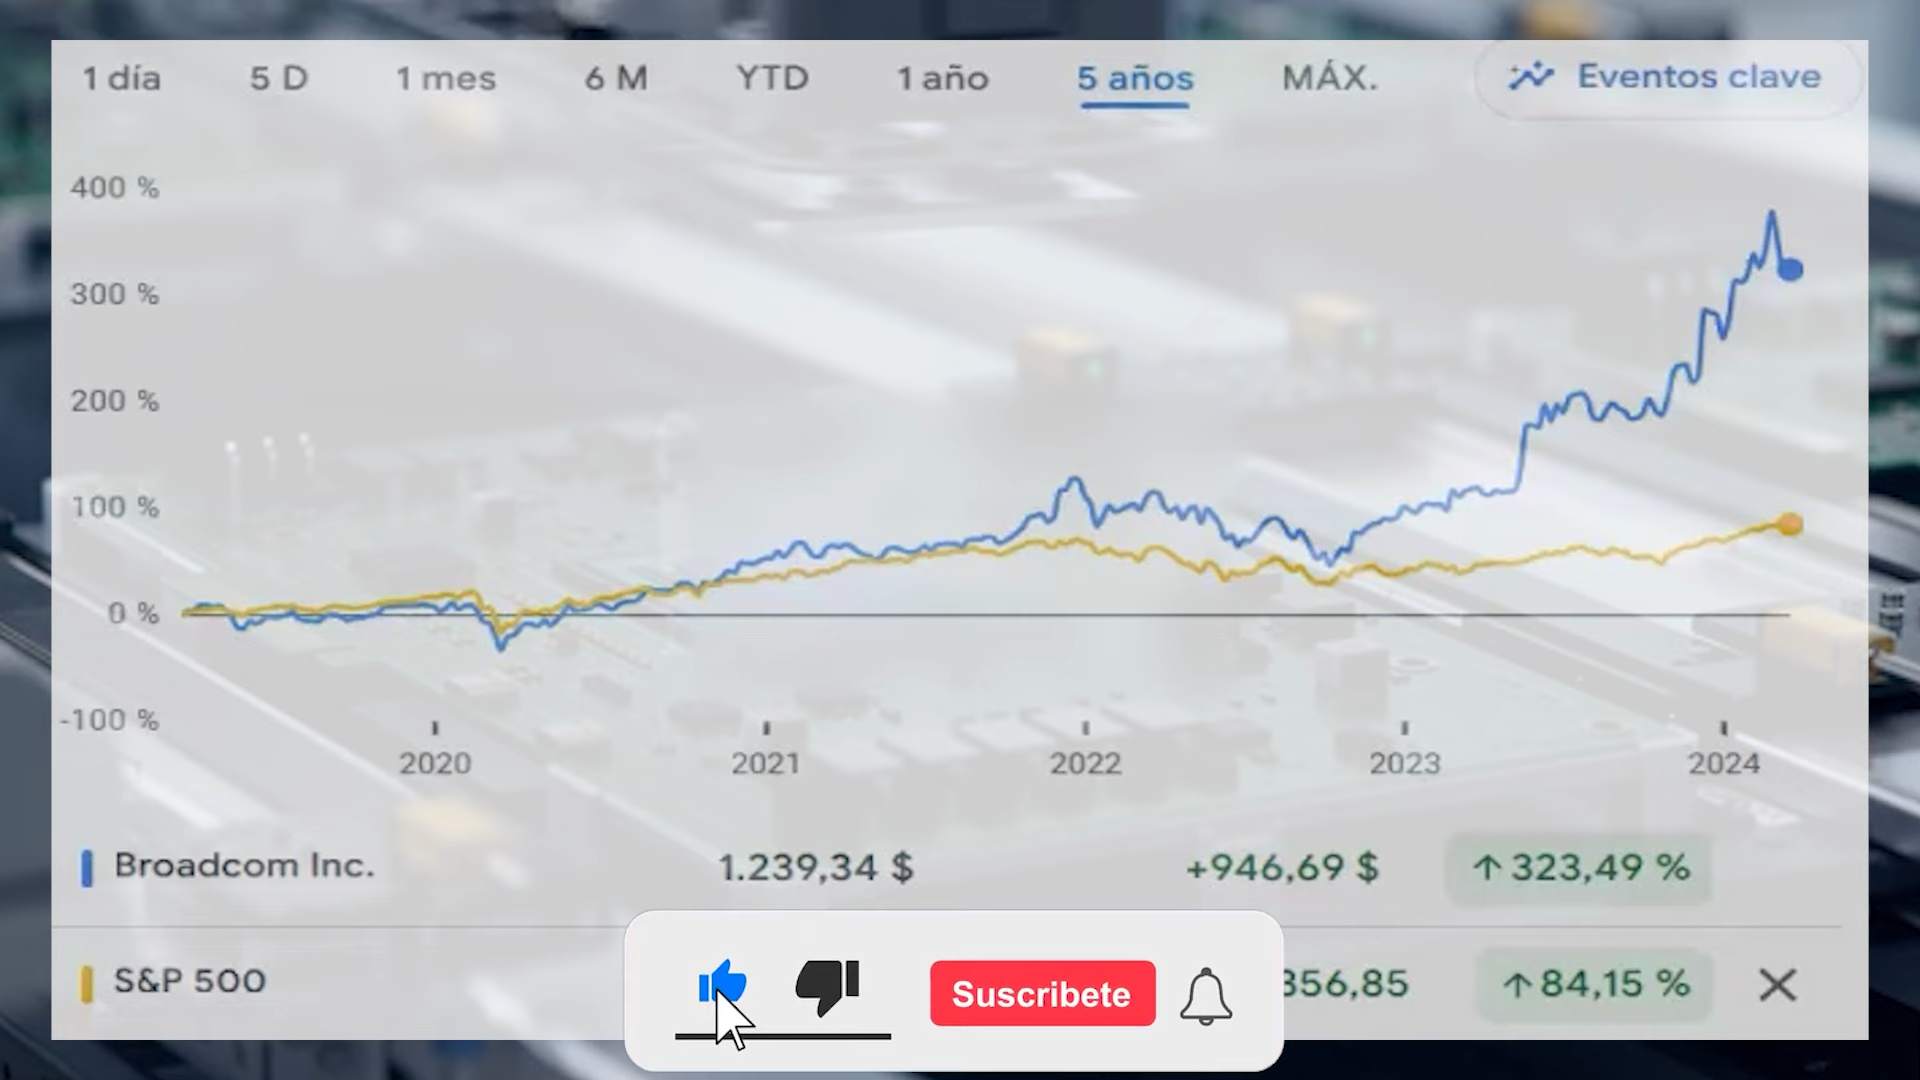 1 día 5 D 1 mes 6 M YTD 1 año 5 años MÁX. Eventos clave
400 %
300 %
200 %
100 %
0 %
-100 %
2020 2021 2022 2023 2024
Broadcom Inc. 1.239,34 $ +946,69 $ ↑ 323,49 %
S&P 500 356,85 ↑ 84,15 %
Suscribete